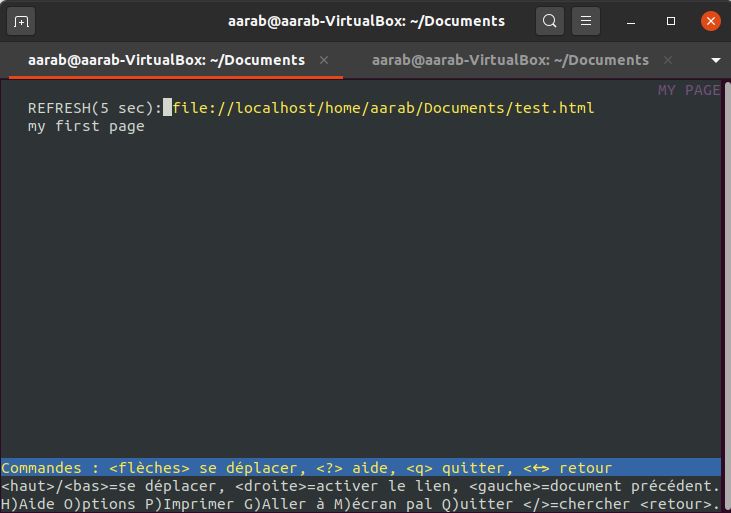 aarab@aarab-VirtualBox: ~/Documents
aarab@aarab-VirtualBox: ~/Documents × aarab@aarab-VirtualBox: ~/Documents ×
MY PAGE
REFRESH(5 sec): file://localhost/home/aarab/Documents/test.html
my first page
Commandes : <flèches> se déplacer, <?> aide, <q> quitter, <↔> retour
<haut>/<bas>=se déplacer, <droite>=activer le lien, <gauche>=document précédent.
H)Aide O)ptions P)Imprimer G)Aller à M)écran pal Q)uitter </>=chercher <retour>.